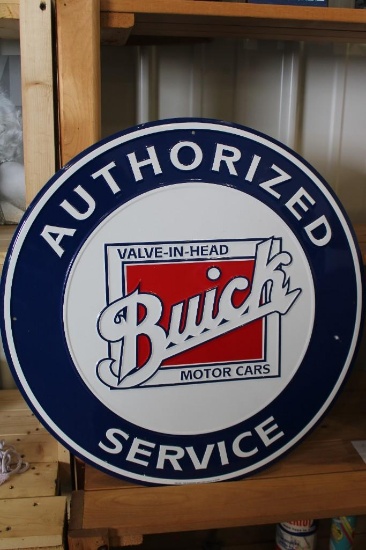 AUTHORIZED
VALVE-IN-HEAD
Buick
MOTOR CARS
SERVICE